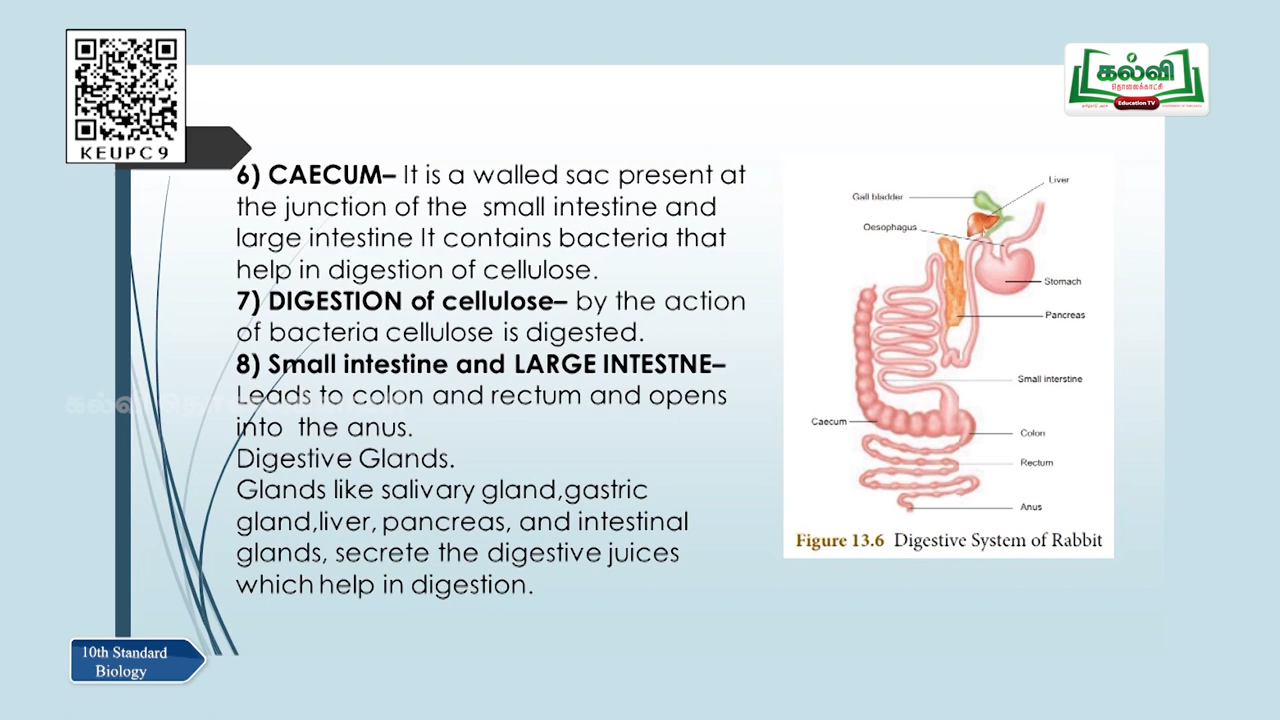 KEUPC9
கல்வி
தொலைக்காட்சி
Education TV
6) CAECUM– It is a walled sac present at
the junction of the small intestine and
large intestine It contains bacteria that
help in digestion of cellulose.
7) DIGESTION of cellulose– by the action
of bacteria cellulose is digested.
8) Small intestine and LARGE INTESTNE–
Leads to colon and rectum and opens
into the anus.
Digestive Glands.
Glands like salivary gland,gastric
gland,liver, pancreas, and intestinal
glands, secrete the digestive juices
which help in digestion.
Liver
Gall bladder
Oesophagus
Stomach
Pancreas
Small interstine
Caecum
Colon
Rectum
Anus
Figure 13.6 Digestive System of Rabbit
10th Standard
Biology